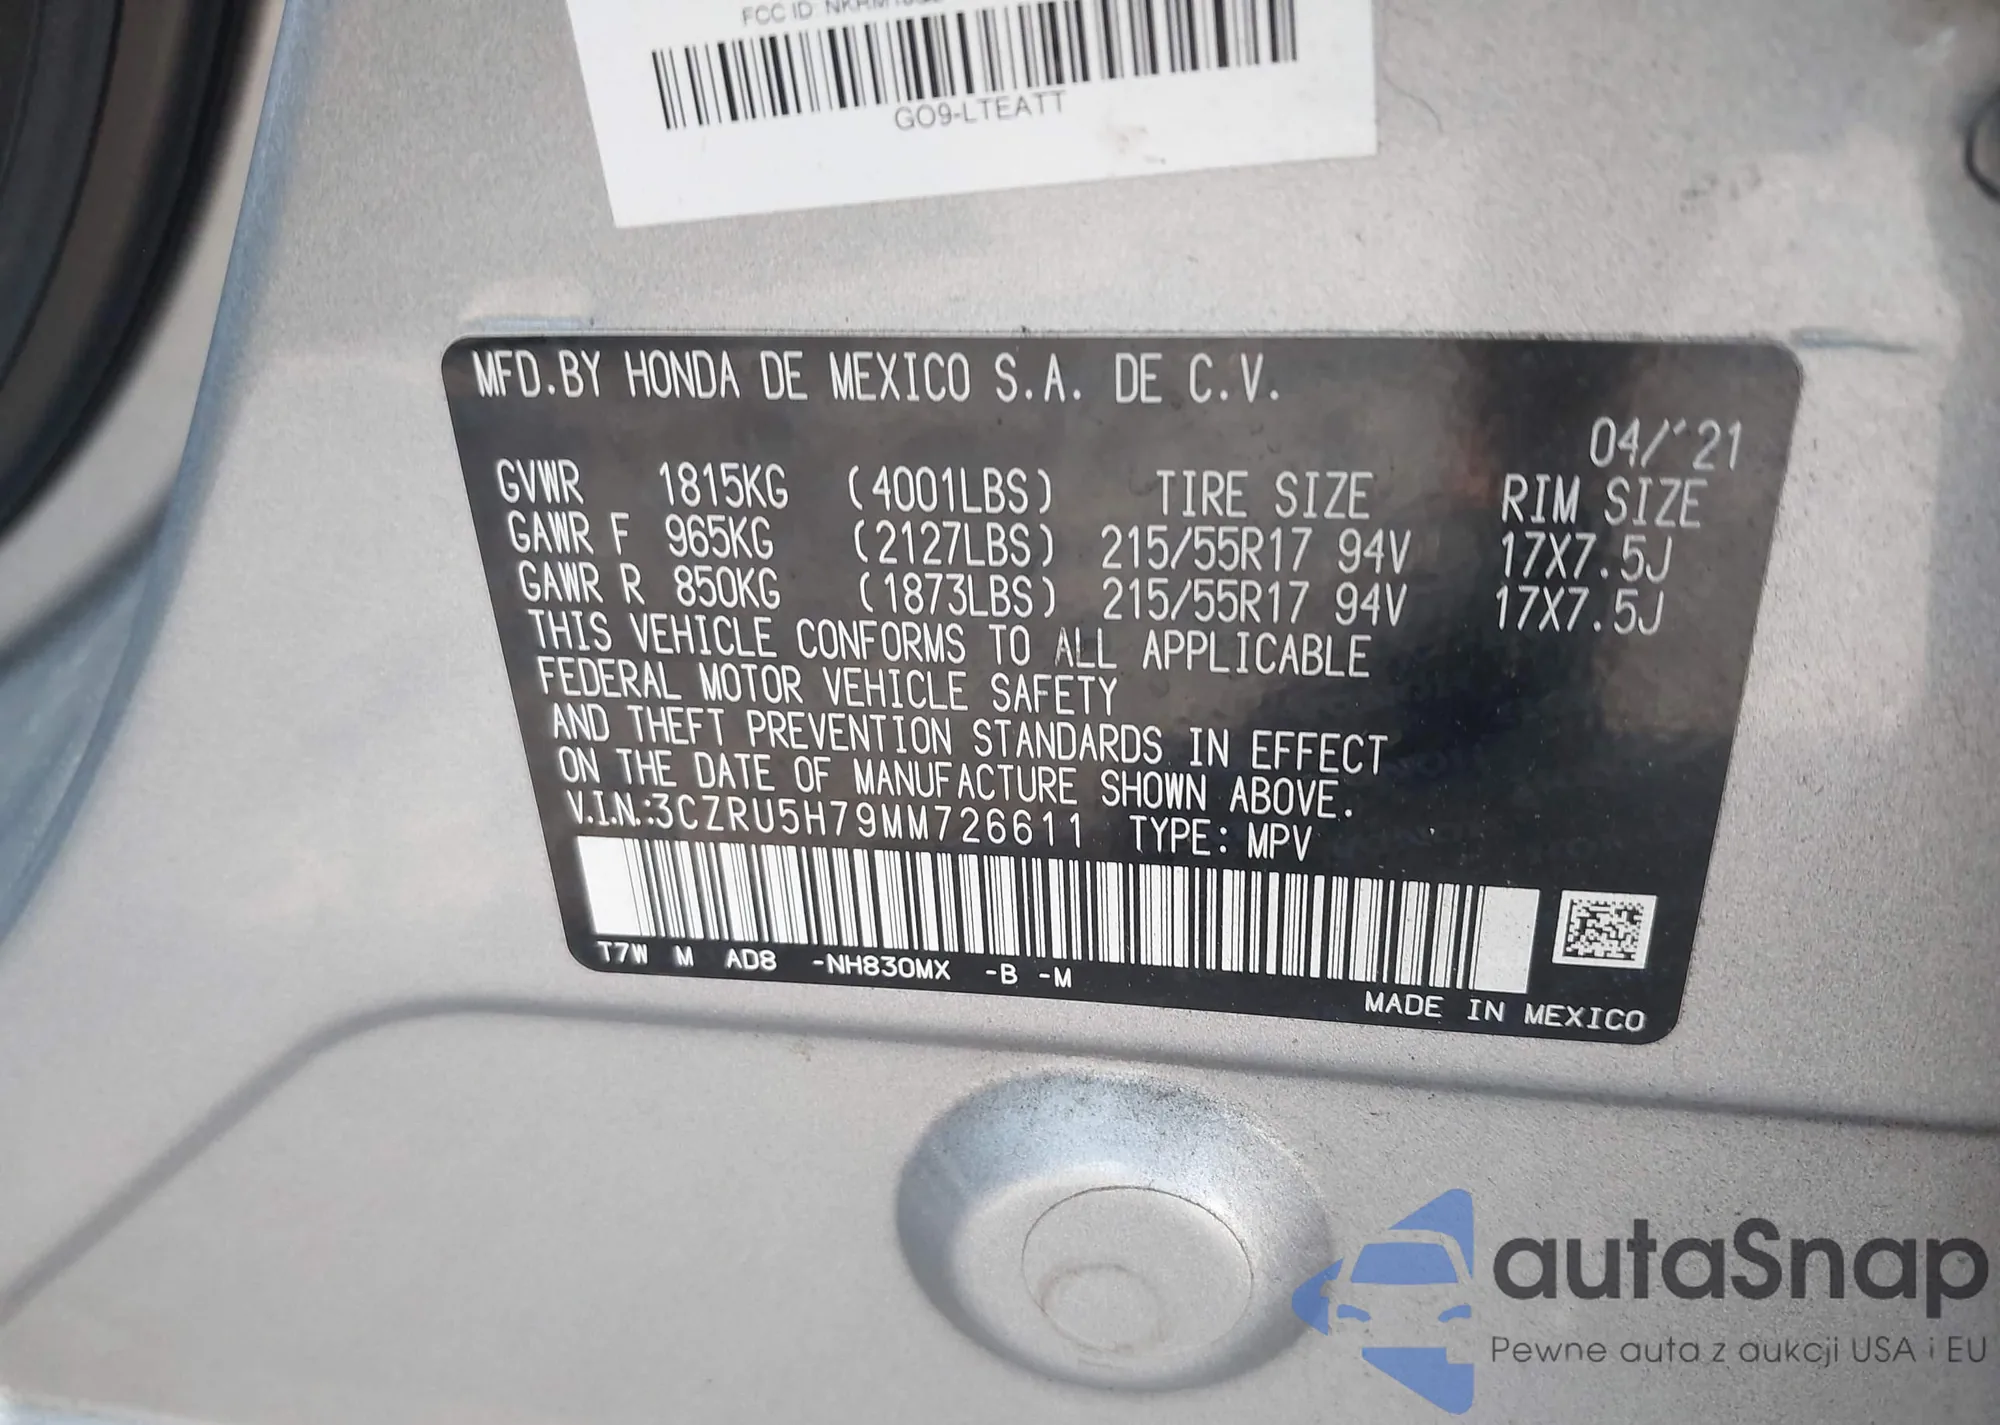 FCC ID:
GO9-LTEATT
MFD.BY HONDA DE MEXICO S.A. DE C.V.
04/'21
GVWR 1815KG (4001LBS) TIRE SIZE RIM SIZE
GAWR F 965KG (2127LBS) 215/55R17 94V 17X7.5J
GAWR R 850KG (1873LBS) 215/55R17 94V 17X7.5J
THIS VEHICLE CONFORMS TO ALL APPLICABLE
FEDERAL MOTOR VEHICLE SAFETY
AND THEFT PREVENTION STANDARDS IN EFFECT
ON THE DATE OF MANUFACTURE SHOWN ABOVE.
V.I.N.:3CZRU5H79MM726611 TYPE: MPV
T7W M AD8 -NH830MX -B -M
MADE IN MEXICO
autaSnap
Pewne auta z aukcji USA i EU